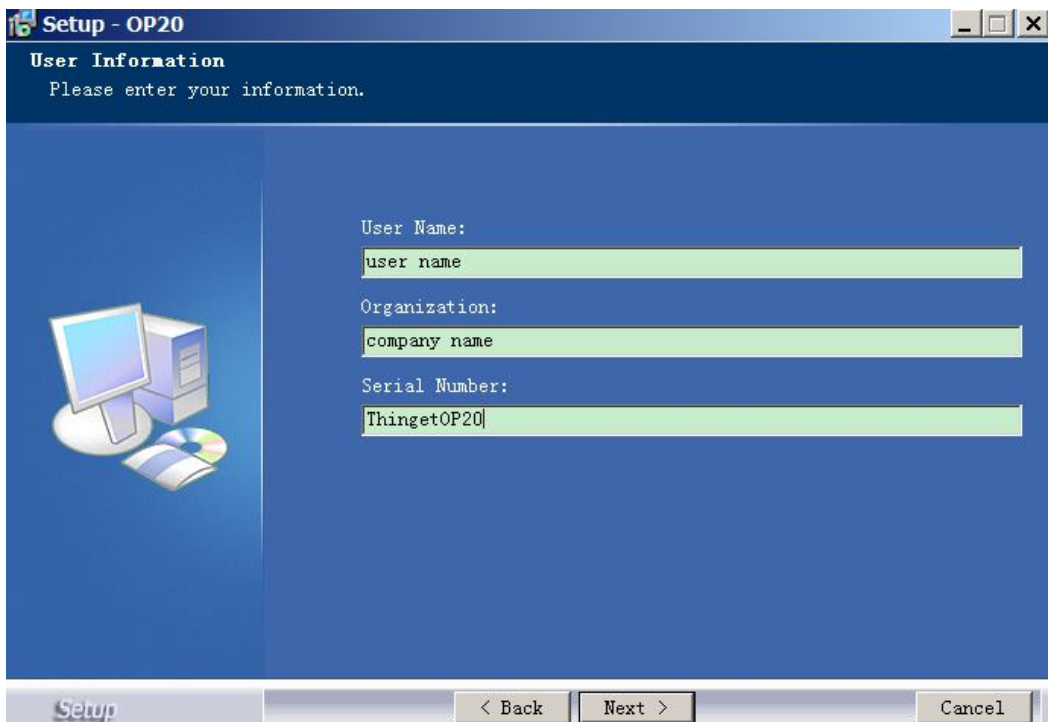 Setup - OP20
User Information
Please enter your information.
User Name:
user name
Organization:
company name
Serial Number:
ThingetOP20
Setup
< Back
Next >
Cancel